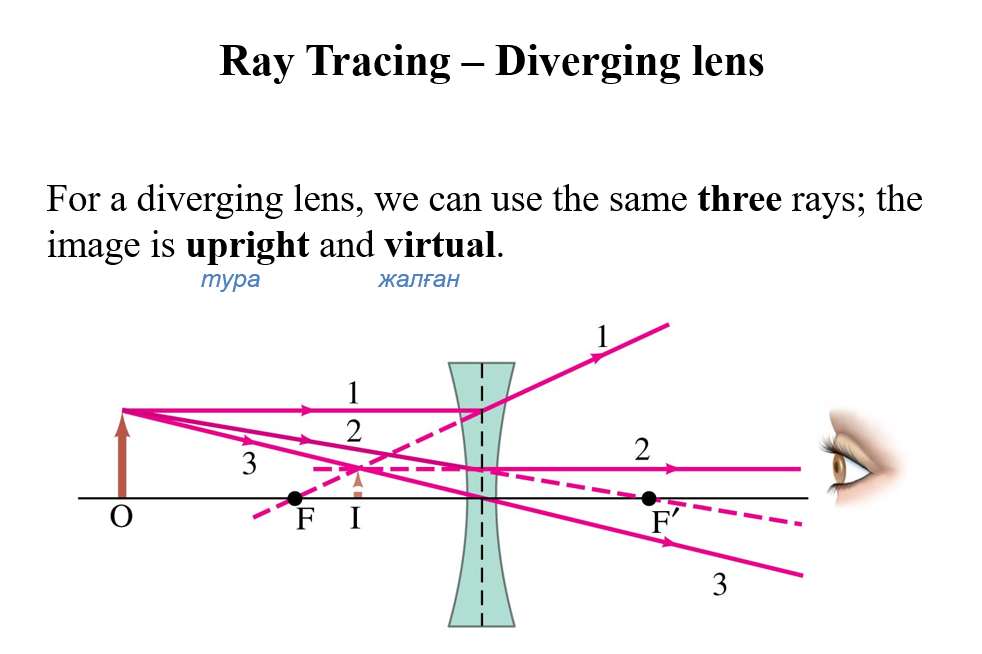 Ray Tracing – Diverging lens
For a diverging lens, we can use the same three rays; the
image is upright and virtual.
тура жалған
1
1
2
2
3
O
F
I
F′
3